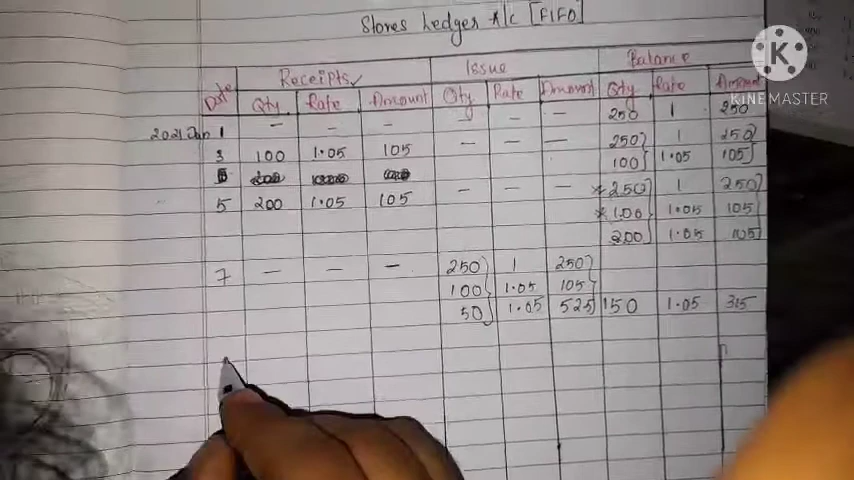 Stores Ledger A/c [FIFO]
Date Receipts Issue Balance
Qty Rate Amount Qty Rate Amount Qty Rate Amount
KINEMASTER
2021 Jan 1 - - - - - - 250 1 250
3 100 1.05 105 - - - 250 1 250
100 1.05 105
5 200 1.05 105 - - - *250 1 250
*100 1.05 105
200 1.05 105
7 - - - 250 1 250
100 1.05 105
50 1.05 525 150 1.05 315